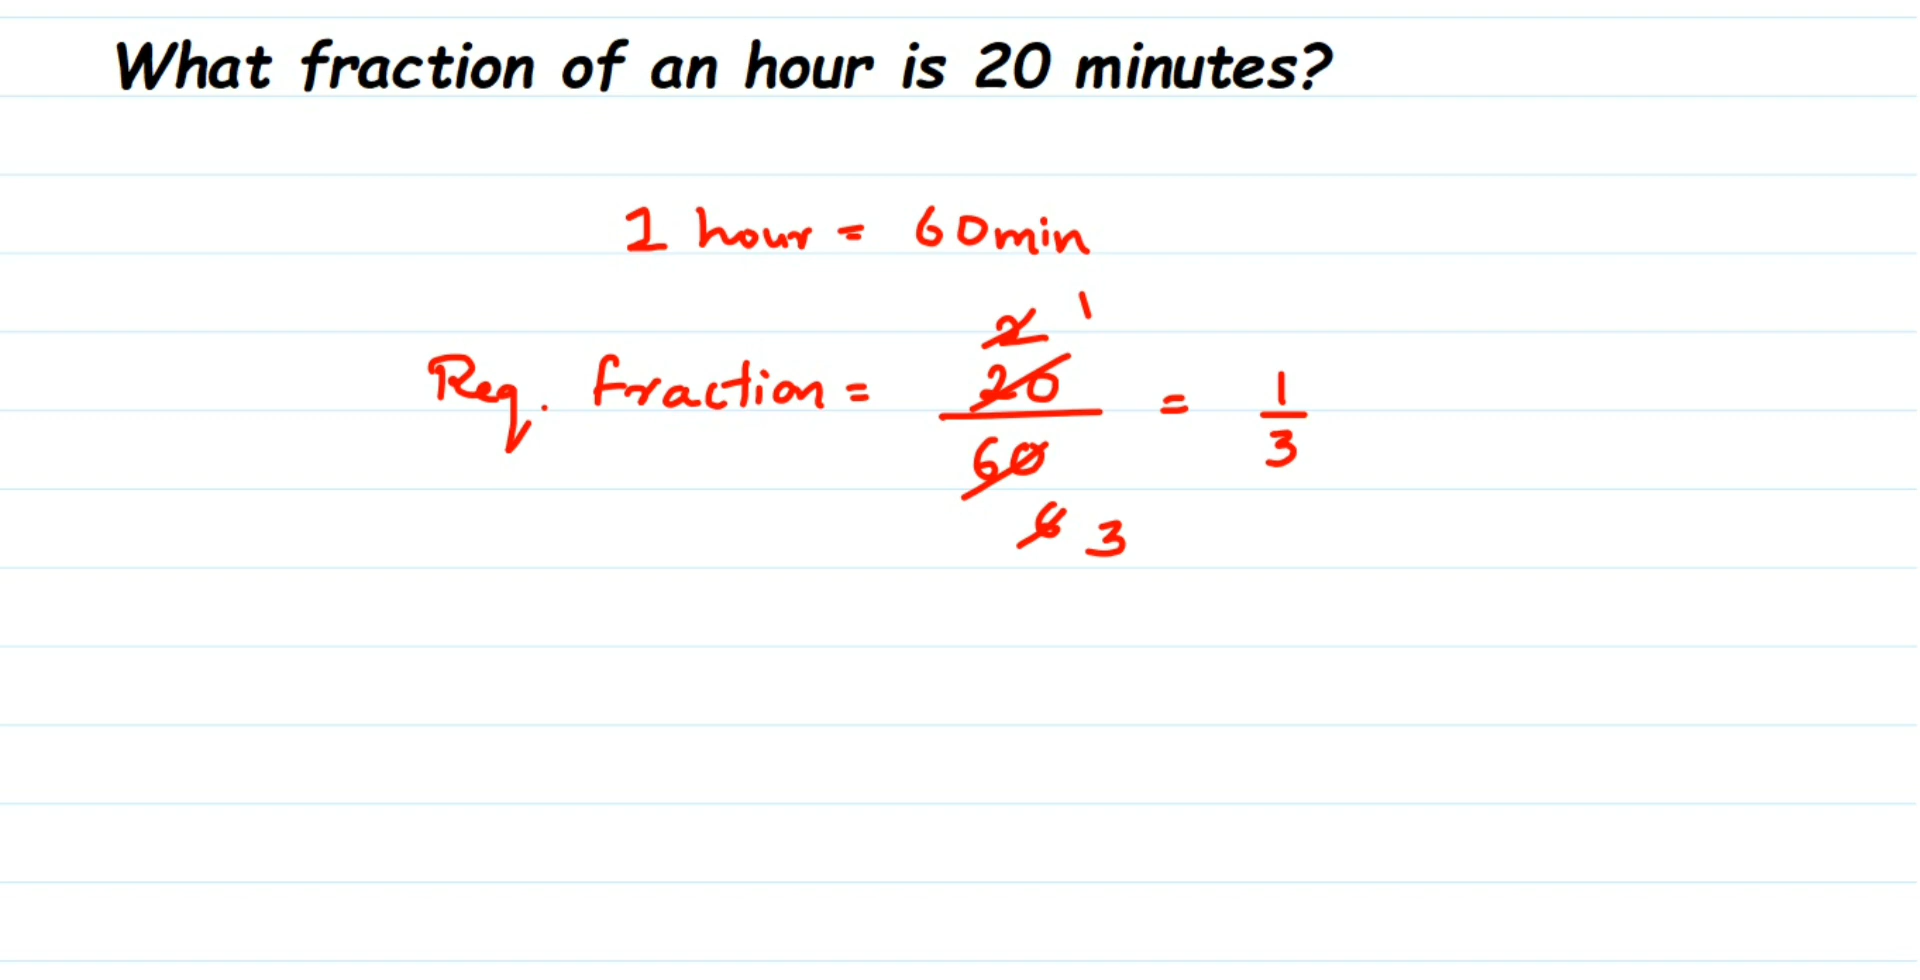 What fraction of an hour is 20 minutes?
1 hour = 60min
2 1
Req. fraction = 20/60 = 1/3
6 3